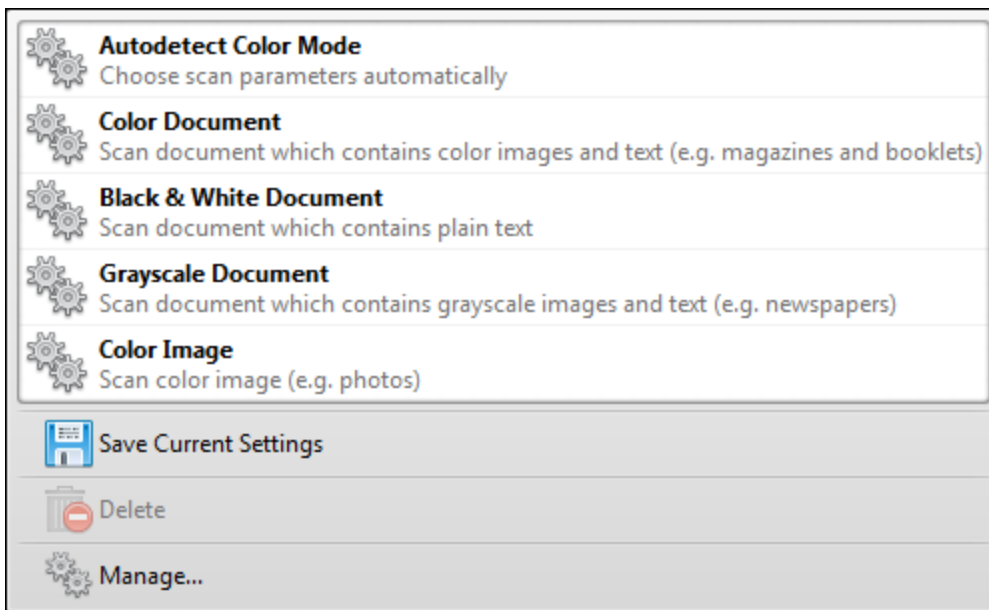 Autodetect Color Mode
Choose scan parameters automatically
Color Document
Scan document which contains color images and text (e.g. magazines and booklets)
Black & White Document
Scan document which contains plain text
Grayscale Document
Scan document which contains grayscale images and text (e.g. newspapers)
Color Image
Scan color image (e.g. photos)
Save Current Settings
Delete
Manage...